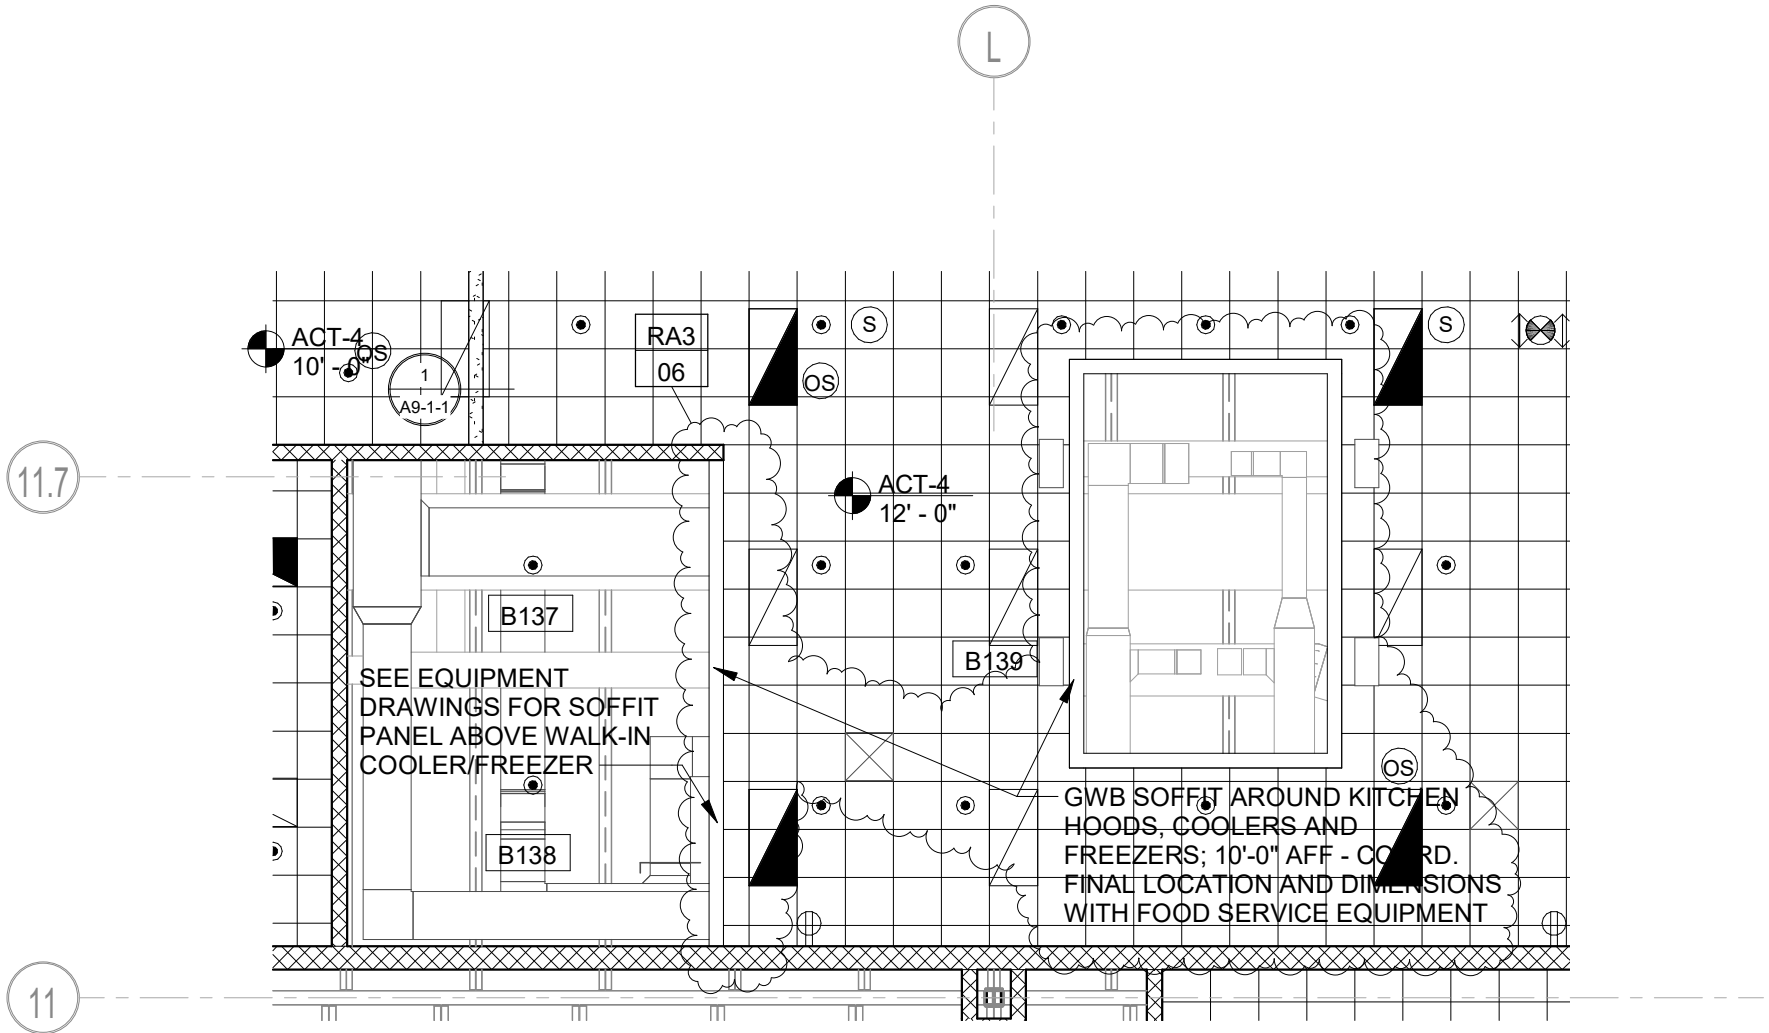 L
ACT-4
10' - 0"
OS
1
A9-1-1
RA3
06
S
OS
S
11.7
ACT-4
12' - 0"
B137
B139
SEE EQUIPMENT
DRAWINGS FOR SOFFIT
PANEL ABOVE WALK-IN
COOLER/FREEZER
OS
GWB SOFFIT AROUND KITCHEN
HOODS, COOLERS AND
FREEZERS; 10'-0" AFF - COORD.
FINAL LOCATION AND DIMENSIONS
WITH FOOD SERVICE EQUIPMENT
B138
11